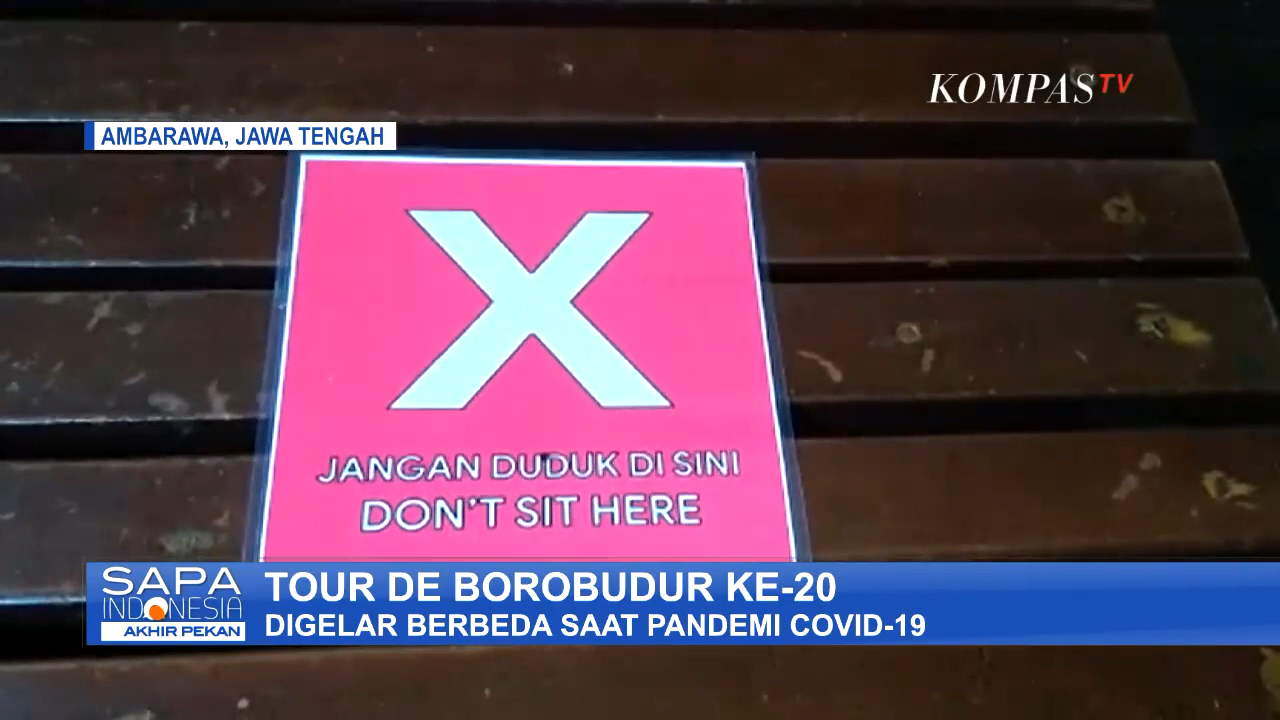 KOMPAS TV
AMBARAWA, JAWA TENGAH
X
JANGAN DUDUK DI SINI
DON'T SIT HERE
SAPA
INDONESIA
AKHIR PEKAN
TOUR DE BOROBUDUR KE-20
DIGELAR BERBEDA SAAT PANDEMI COVID-19